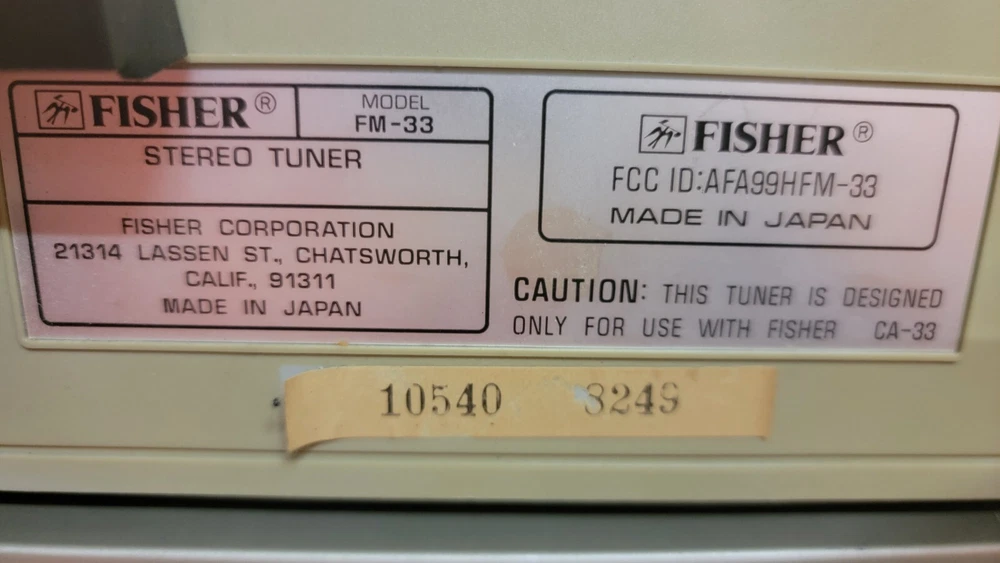 FISHER®
MODEL
FM-33
STEREO TUNER
FISHER CORPORATION
21314 LASSEN ST., CHATSWORTH,
CALIF., 91311
MADE IN JAPAN
FISHER®
FCC ID:AFA99HFM-33
MADE IN JAPAN
CAUTION: THIS TUNER IS DESIGNED
ONLY FOR USE WITH FISHER CA-33
10540